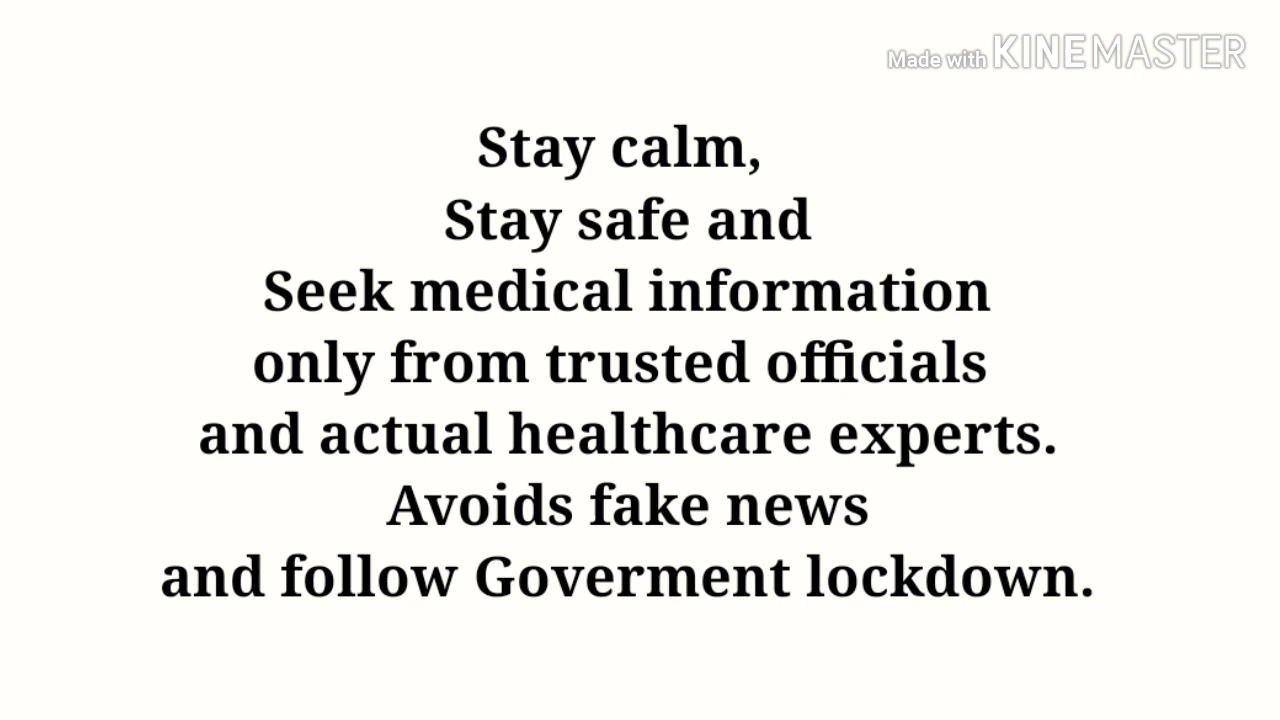 Made with KINEMASTER
Stay calm,
Stay safe and
Seek medical information
only from trusted officials
and actual healthcare experts.
Avoids fake news
and follow Goverment lockdown.